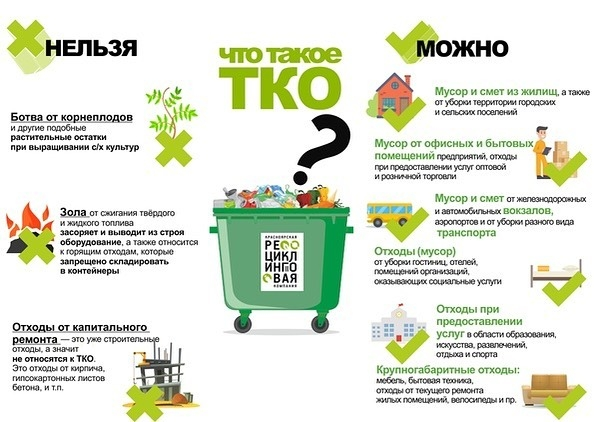 НЕЛЬЗЯ
Ботва от корнеплодов
и другие подобные
растительные остатки
при выращивании с/х культур
Зола от сжигания твёрдого
и жидкого топлива
засоряет и выводит из строя
оборудование, а также относится
к горящим отходам, которые
запрещено складировать
в контейнеры
Отходы от капитального
ремонта — это уже строительные
отходы, а значит
не относятся к ТКО.
Это отходы от кирпича,
гипсокартонных листов
бетона, и т.п.
что такое
ТКО
?
КРАСНОЯРСКАЯ
РЕ
ЦИКЛ
ИНГО
ВАЯ
КОМПАНИЯ
МОЖНО
Мусор и смет из жилищ, а также
от уборки территории городских
и сельских поселений
Мусор от офисных и бытовых
помещений предприятий, отходы
при предоставлении услуг оптовой
и розничной торговли
Мусор и смет от железнодорожных
и автомобильных вокзалов,
аэропортов и от уборки разного вида
транспорта
Отходы (мусор)
от уборки гостиниц, отелей,
помещений организаций,
оказывающих социальные услуги
Отходы при
предоставлении
услуг в области образования,
искусства, развлечений,
отдыха и спорта
Крупногабаритные отходы:
мебель, бытовая техника,
отходы от текущего ремонта
жилых помещений, велосипеды и пр.